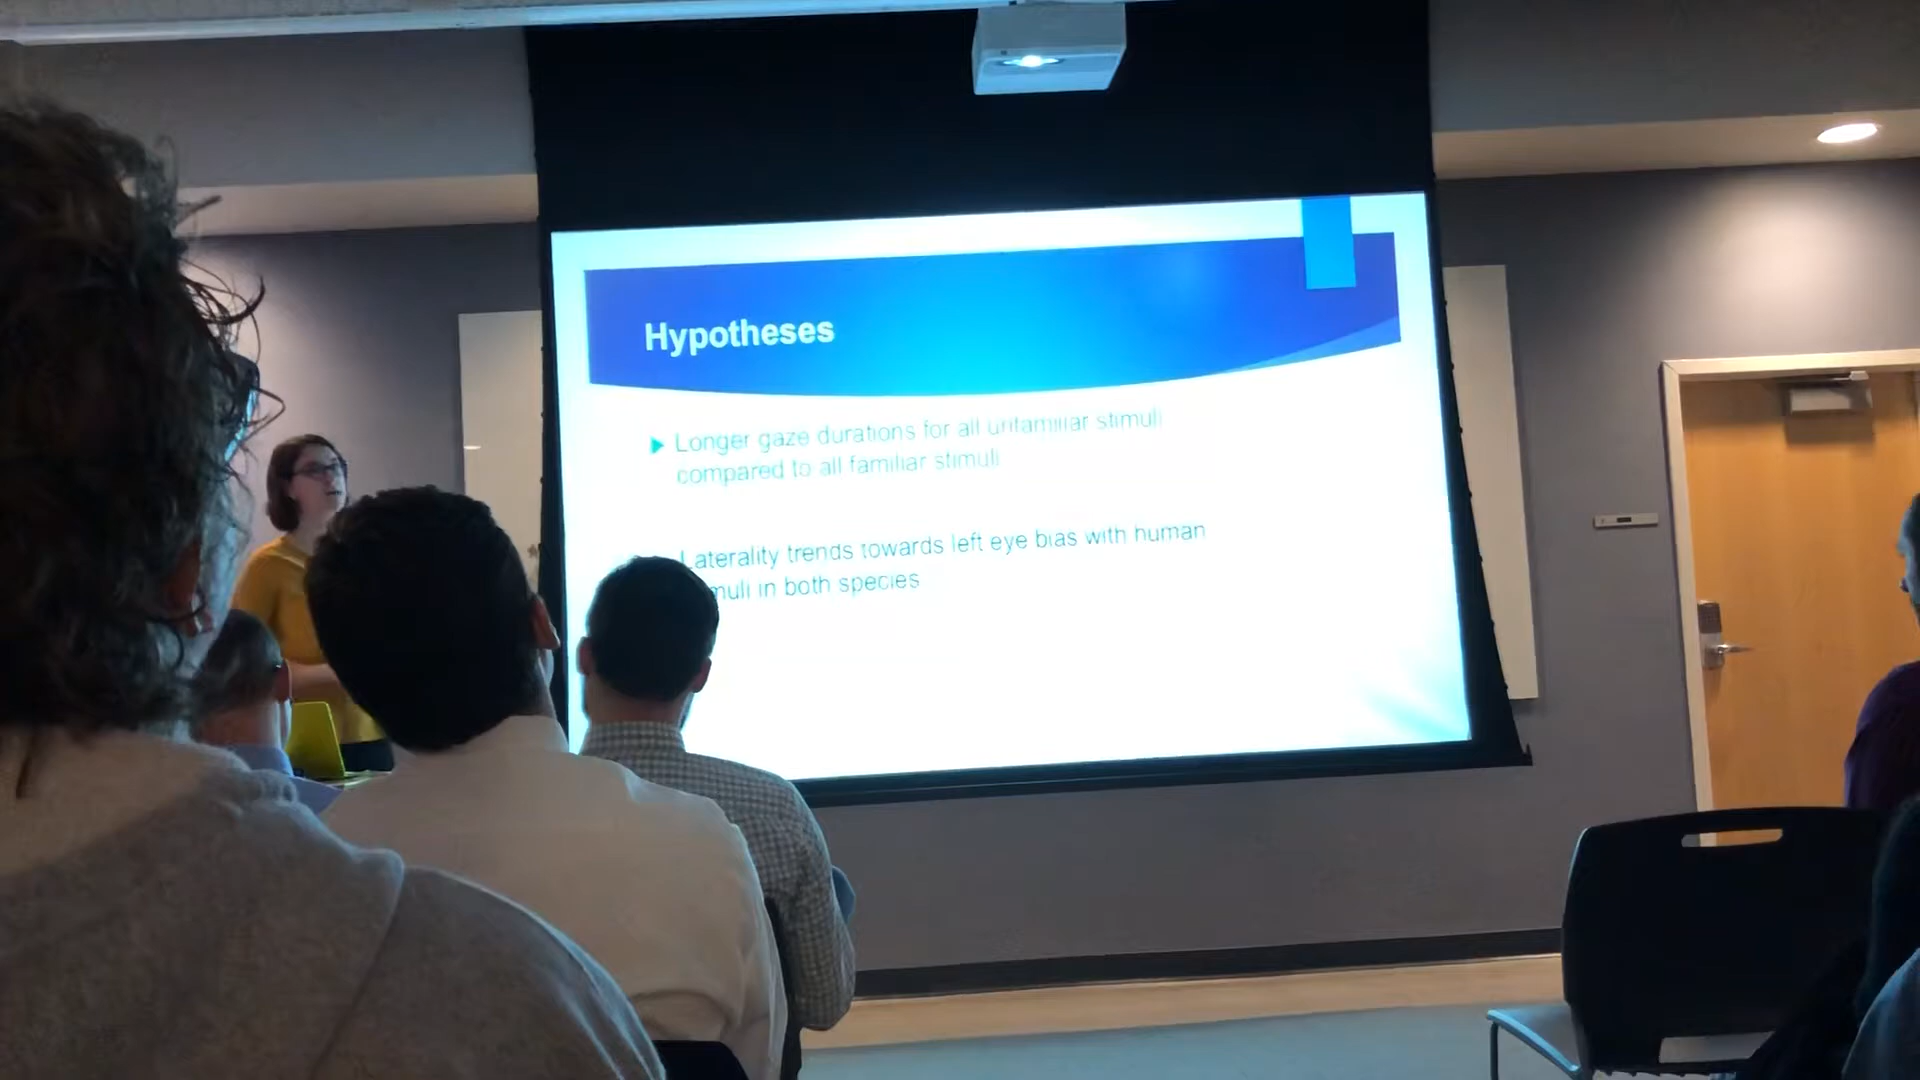 Hypotheses
Longer gaze durations for all unfamiliar stimuli
compared to all familiar stimuli
Laterality trends towards left eye bias with human
muli in both species